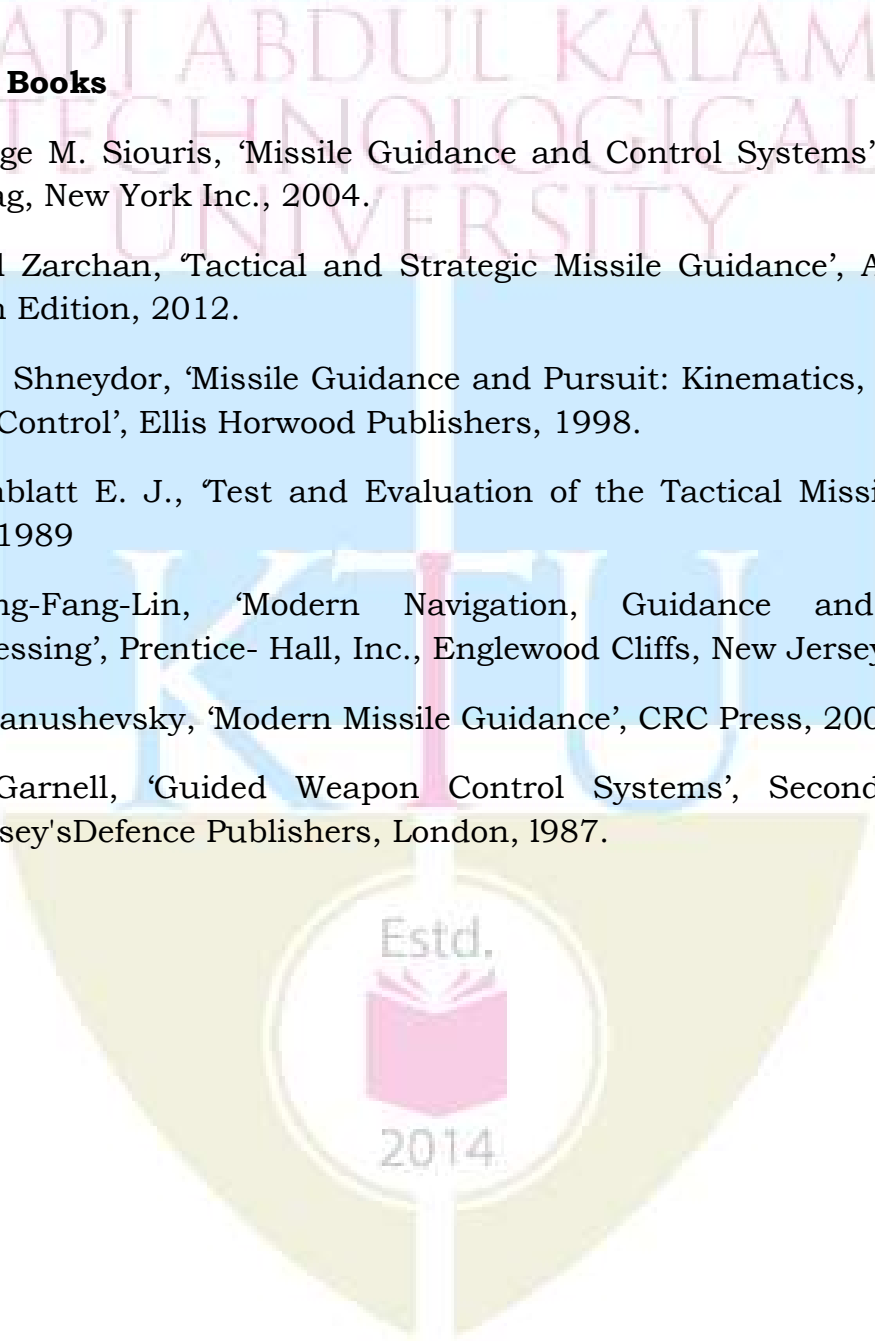 API ABDUL KALAM
TECHNOLOGICAL
UNIVERSITY
Books
ge M. Siouris, ‘Missile Guidance and Control Systems’
ag, New York Inc., 2004.
l Zarchan, ‘Tactical and Strategic Missile Guidance’, A
n Edition, 2012.
Shneydor, ‘Missile Guidance and Pursuit: Kinematics,
Control’, Ellis Horwood Publishers, 1998.
nblatt E. J., ‘Test and Evaluation of the Tactical Missi
1989
ng-Fang-Lin, ‘Modern Navigation, Guidance and
essing’, Prentice- Hall, Inc., Englewood Cliffs, New Jersey
anushevsky, ‘Modern Missile Guidance’, CRC Press, 200
KTU
Garnell, ‘Guided Weapon Control Systems’, Second
sey'sDefence Publishers, London, l987.
Estd.
2014